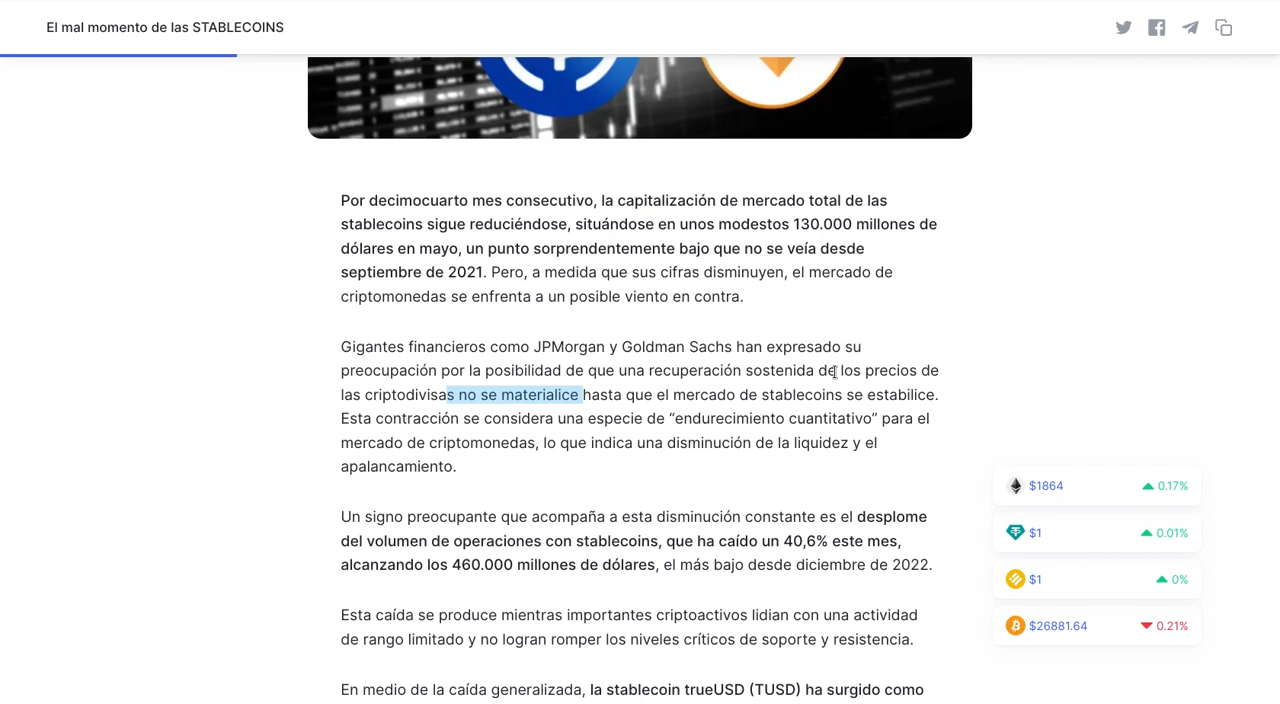 El mal momento de las STABLECOINS
Por decimocuarto mes consecutivo, la capitalización de mercado total de las
stablecoins sigue reduciéndose, situándose en unos modestos 130.000 millones de
dólares en mayo, un punto sorprendentemente bajo que no se veía desde
septiembre de 2021. Pero, a medida que sus cifras disminuyen, el mercado de
criptomonedas se enfrenta a un posible viento en contra.
Gigantes financieros como JPMorgan y Goldman Sachs han expresado su
preocupación por la posibilidad de que una recuperación sostenida de los precios de
las criptodivisas no se materialice hasta que el mercado de stablecoins se estabilice.
Esta contracción se considera una especie de “endurecimiento cuantitativo” para el
mercado de criptomonedas, lo que indica una disminución de la liquidez y el
apalancamiento.
Un signo preocupante que acompaña a esta disminución constante es el desplome
del volumen de operaciones con stablecoins, que ha caído un 40,6% este mes,
alcanzando los 460.000 millones de dólares, el más bajo desde diciembre de 2022.
Esta caída se produce mientras importantes criptoactivos lidian con una actividad
de rango limitado y no logran romper los niveles críticos de soporte y resistencia.
En medio de la caída generalizada, la stablecoin trueUSD (TUSD) ha surgido como
$1864 0.17%
$1 0.01%
$1 0%
$26881.64 0.21%